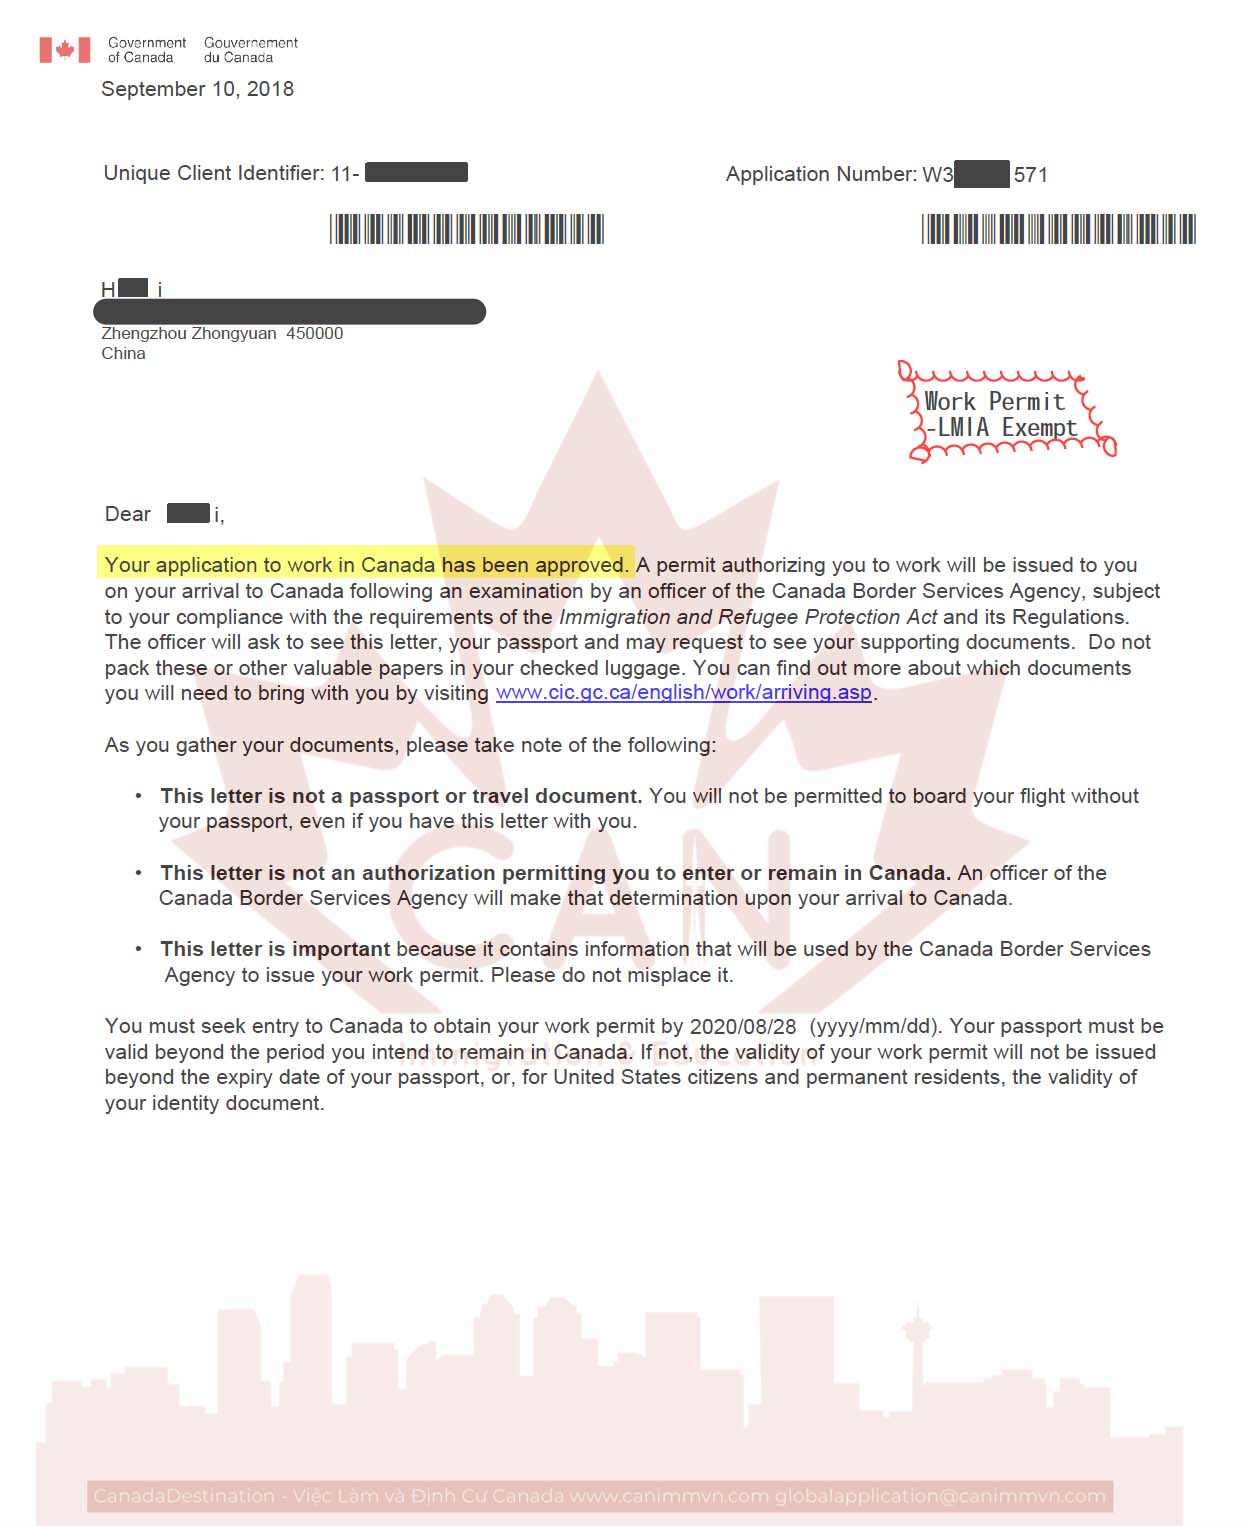 Government Gouvernement
of Canada du Canada
September 10, 2018
Unique Client Identifier: 11-
Application Number: W3 571
H i
Zhengzhou Zhongyuan 450000
China
Work Permit
-LMIA Exempt
Dear i,
Your application to work in Canada has been approved. A permit authorizing you to work will be issued to you
on your arrival to Canada following an examination by an officer of the Canada Border Services Agency, subject
to your compliance with the requirements of the Immigration and Refugee Protection Act and its Regulations.
The officer will ask to see this letter, your passport and may request to see your supporting documents. Do not
pack these or other valuable papers in your checked luggage. You can find out more about which documents
you will need to bring with you by visiting www.cic.gc.ca/english/work/arriving.asp.
As you gather your documents, please take note of the following:
• This letter is not a passport or travel document. You will not be permitted to board your flight without
your passport, even if you have this letter with you.
• This letter is not an authorization permitting you to enter or remain in Canada. An officer of the
Canada Border Services Agency will make that determination upon your arrival to Canada.
• This letter is important because it contains information that will be used by the Canada Border Services
Agency to issue your work permit. Please do not misplace it.
CAN
You must seek entry to Canada to obtain your work permit by 2020/08/28 (yyyy/mm/dd). Your passport must be
valid beyond the period you intend to remain in Canada. If not, the validity of your work permit will not be issued
Immigration & Education
beyond the expiry date of your passport, or, for United States citizens and permanent residents, the validity of
your identity document.
CanadaDestination - Việc Làm và Định Cư Canada www.canimmvn.com globalapplication@canimmvn.com